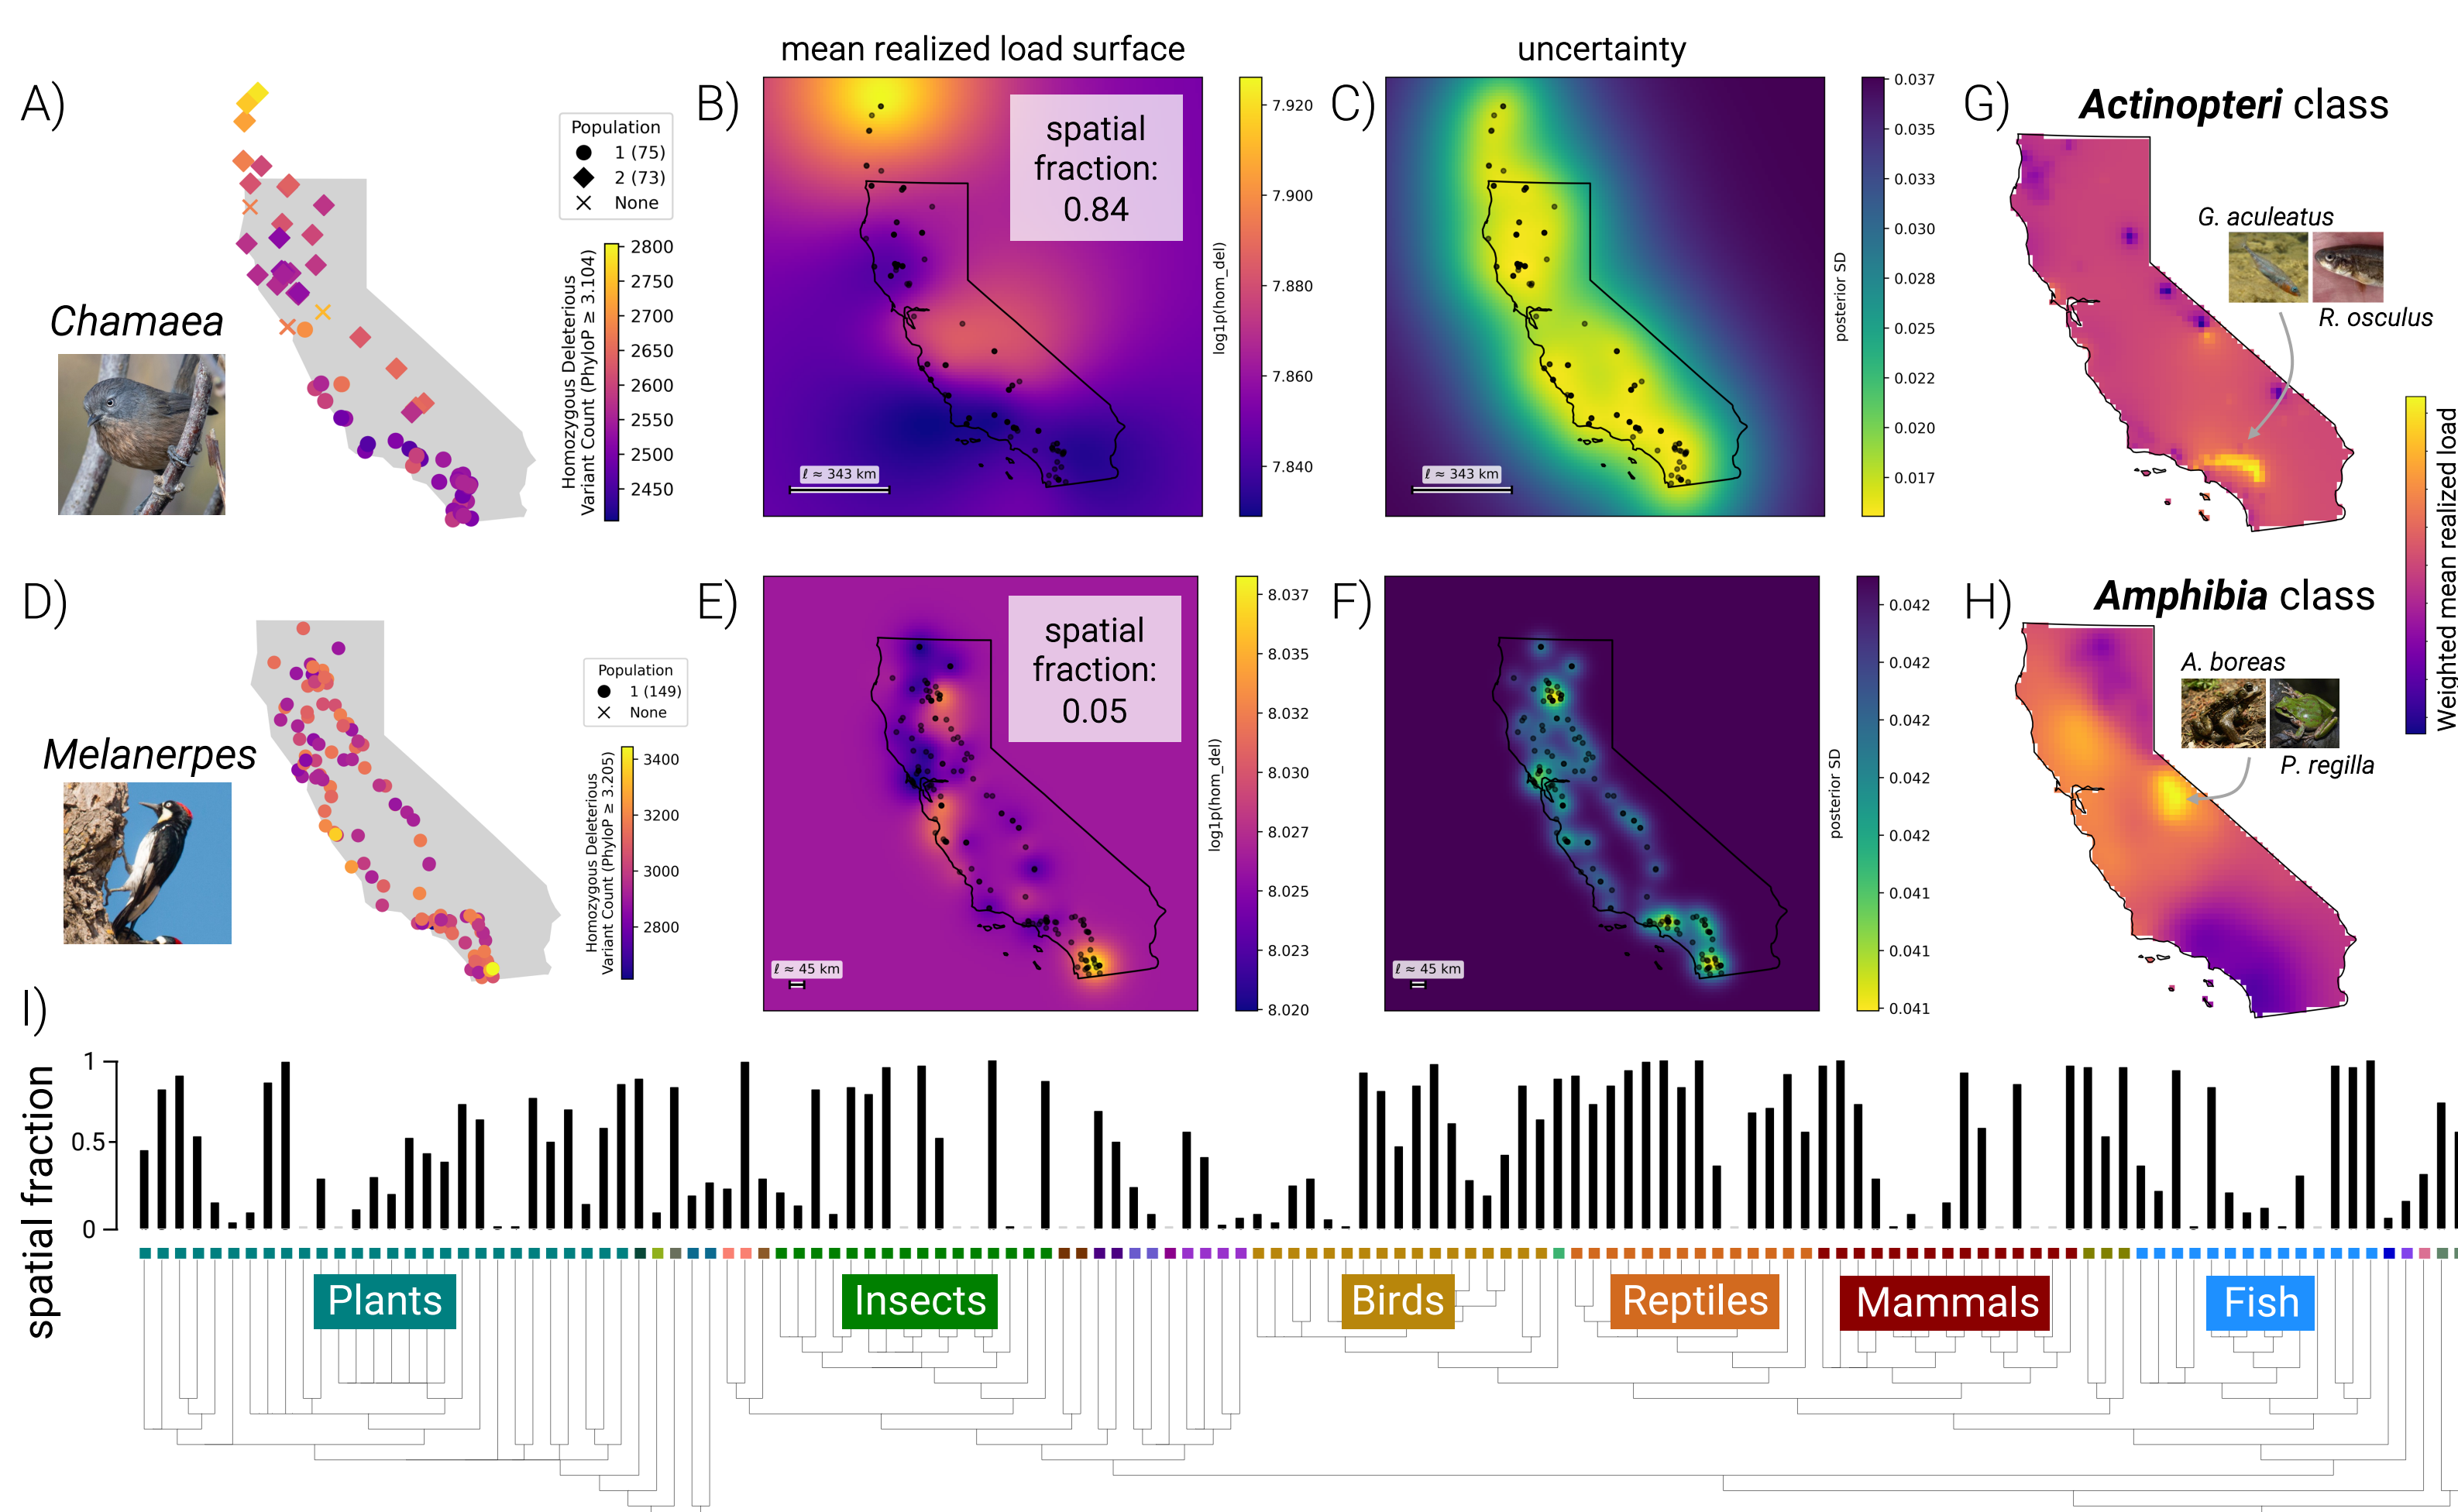 mean realized load surface
uncertainty
A)
Chamaea
Population
1 (75)
2 (73)
None
Homozygous Deleterious
Variant Count (PhyloP ≥ 3.104)
2800
2750
2700
2650
2600
2550
2500
2450
B)
spatial
fraction:
0.84
ℓ ≈ 343 km
7.920
7.900
7.880
7.860
7.840
log1p(hom_del)
C)
ℓ ≈ 343 km
0.037
0.035
0.033
0.030
0.028
0.025
0.022
0.020
0.017
posterior SD
G)
Actinopteri class
G. aculeatus
R. osculus
Weighted mean realized load
D)
Melanerpes
Population
1 (149)
None
Homozygous Deleterious
Variant Count (PhyloP ≥ 3.205)
3400
3200
3000
2800
E)
spatial
fraction:
0.05
ℓ ≈ 45 km
8.037
8.035
8.032
8.030
8.027
8.025
8.023
8.020
log1p(hom_del)
F)
ℓ ≈ 45 km
0.042
0.042
0.042
0.042
0.042
0.041
0.041
0.041
posterior SD
H)
Amphibia class
A. boreas
P. regilla
I)
spatial fraction
1
0.5
0
Plants
Insects
Birds
Reptiles
Mammals
Fish